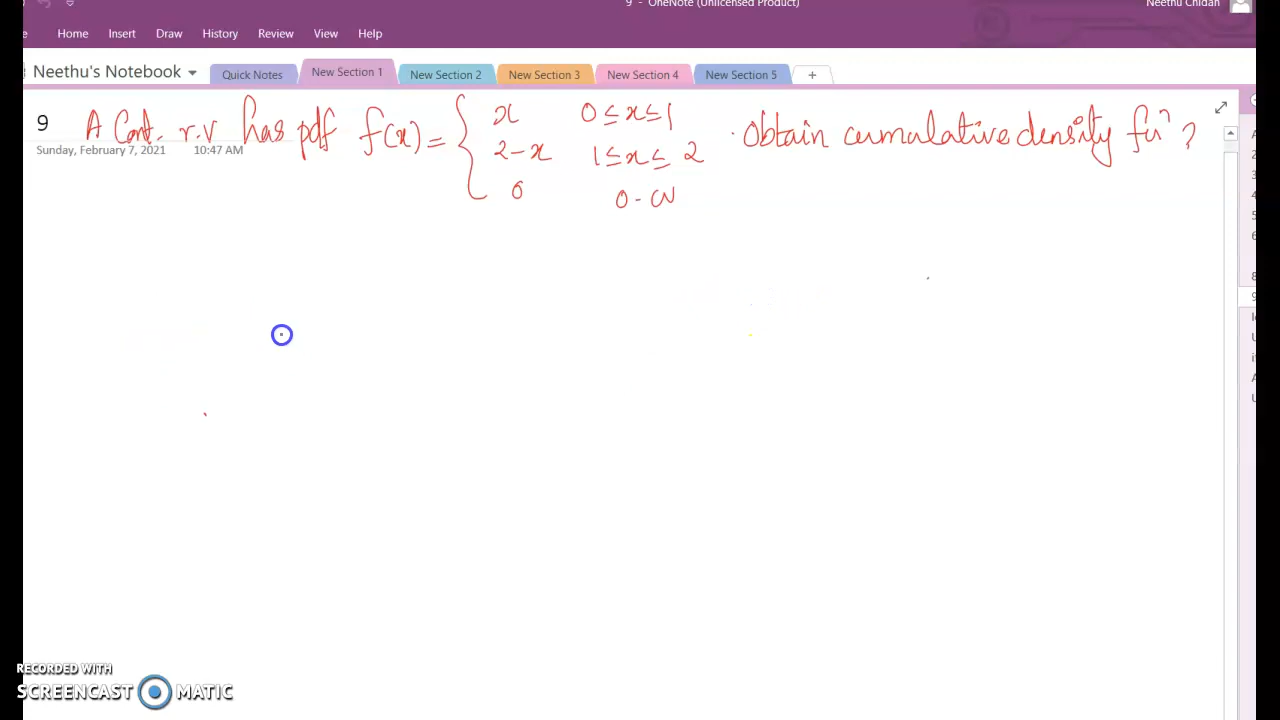 9 - OneNote (Unlicensed Product)
Neethu Chidan
Home Insert Draw History Review View Help
Neethu's Notebook Quick Notes New Section 1 New Section 2 New Section 3 New Section 4 New Section 5 +
9
Sunday, February 7, 2021 10:47 AM
A Cont. r.v has pdf f(x) = { x 0 ≤ x ≤ 1
2-x 1 ≤ x ≤ 2
0 0-w
. Obtain cumulative density fuⁿ ?
RECORDED WITH
SCREENCAST MATIC